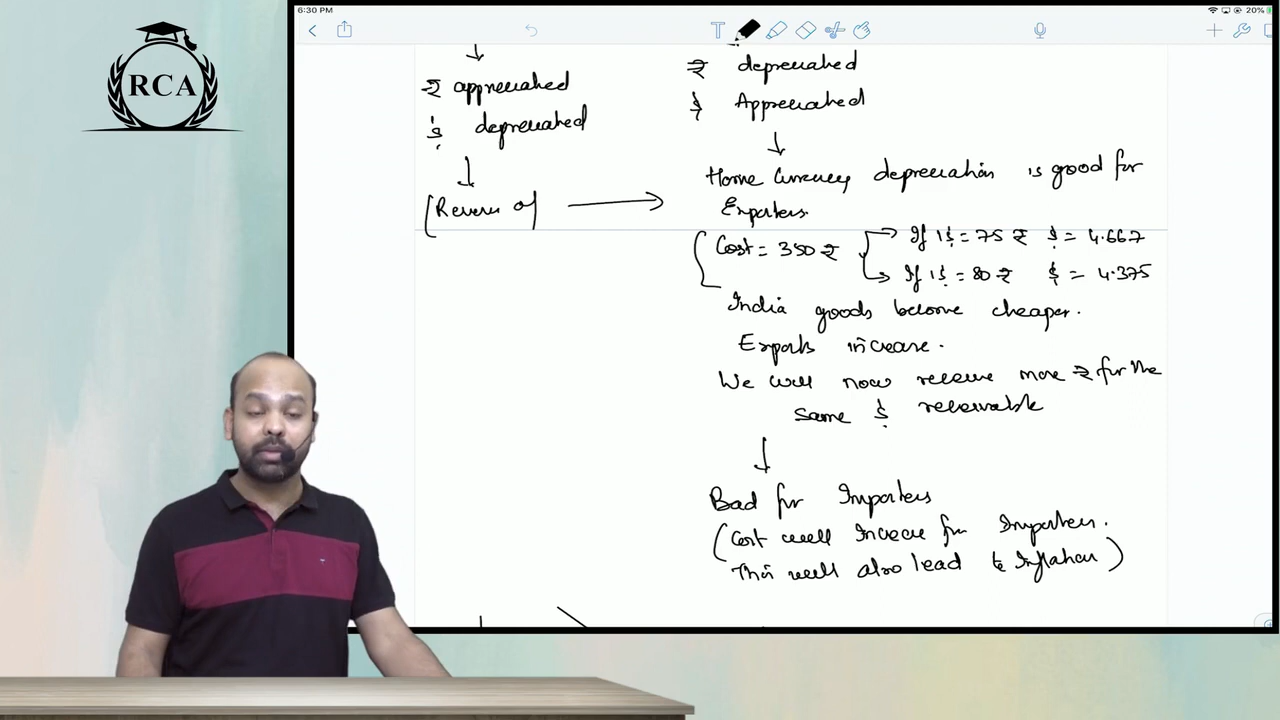 6:30 PM
20%
RCA
T
₹ appreciated
$ depreciated
(Reverse of
₹ depreciated
$ Appreciated
Home Currency depreciation is good for
Exporters.
Cost = 350 ₹
If 1$ = 75 ₹ $ = 4.667
If 1$ = 80 ₹ $ = 4.375
India goods become cheaper.
Exports increase.
We will now receive more ₹ for the
same $ receivable
Bad for Importers
(Cost will Increase for Importers.
This will also lead to Inflation)